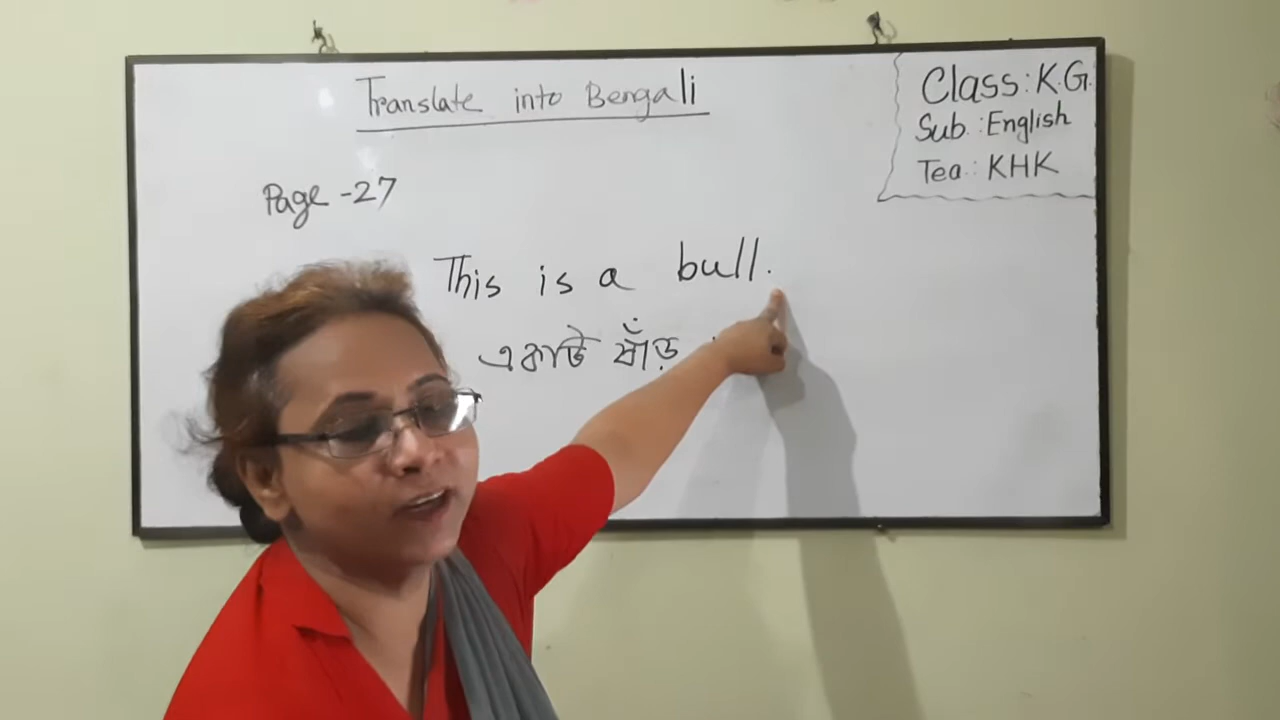 Translate into Bengali
Class: K.G.
Sub.: English
Tea.: KHK
Page -27
This is a bull.
একটি ষাঁড়